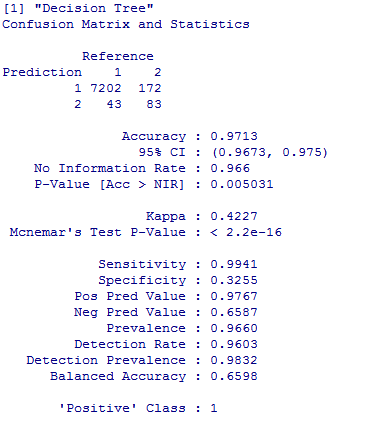 [1] "Decision Tree"
Confusion Matrix and Statistics
Reference
Prediction 1 2
1 7202 172
2 43 83
Accuracy : 0.9713
95% CI : (0.9673, 0.975)
No Information Rate : 0.966
P-Value [Acc > NIR] : 0.005031
Kappa : 0.4227
Mcnemar's Test P-Value : < 2.2e-16
Sensitivity : 0.9941
Specificity : 0.3255
Pos Pred Value : 0.9767
Neg Pred Value : 0.6587
Prevalence : 0.9660
Detection Rate : 0.9603
Detection Prevalence : 0.9832
Balanced Accuracy : 0.6598
'Positive' Class : 1